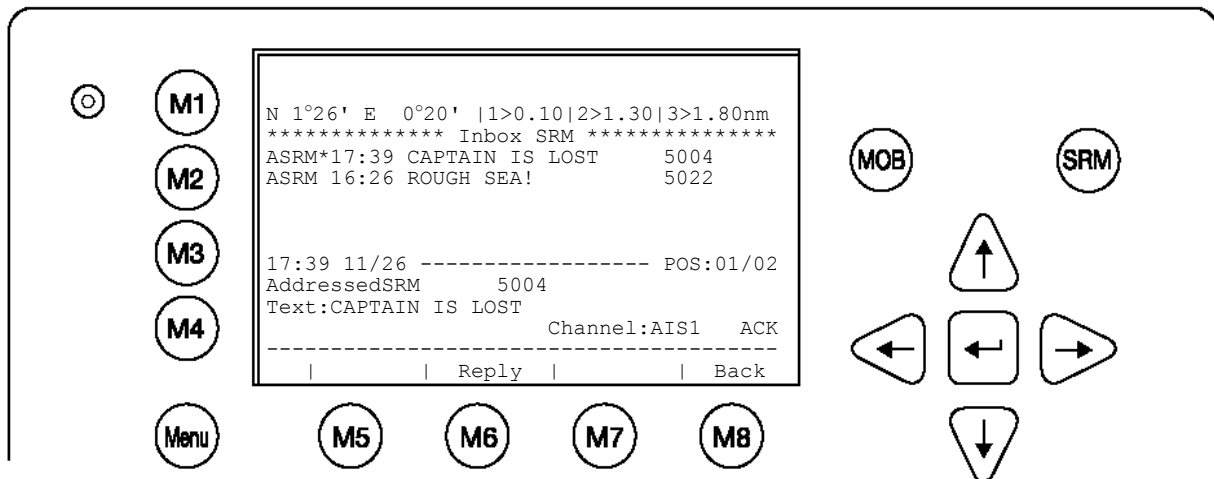 N 1°26' E  0°20' |1>0.10|2>1.30|3>1.80nm
************** Inbox SRM ***************
ASRM*17:39 CAPTAIN IS LOST     5004
ASRM 16:26 ROUGH SEA!          5022
17:39 11/26 ------------------ POS:01/02
AddressedSRM      5004
Text:CAPTAIN IS LOST
Channel:AIS1   ACK
----------------------------------------
|        | Reply  |         | Back
M1
M2
M3
M4
Menu
M5
M6
M7
M8
MOB
SRM